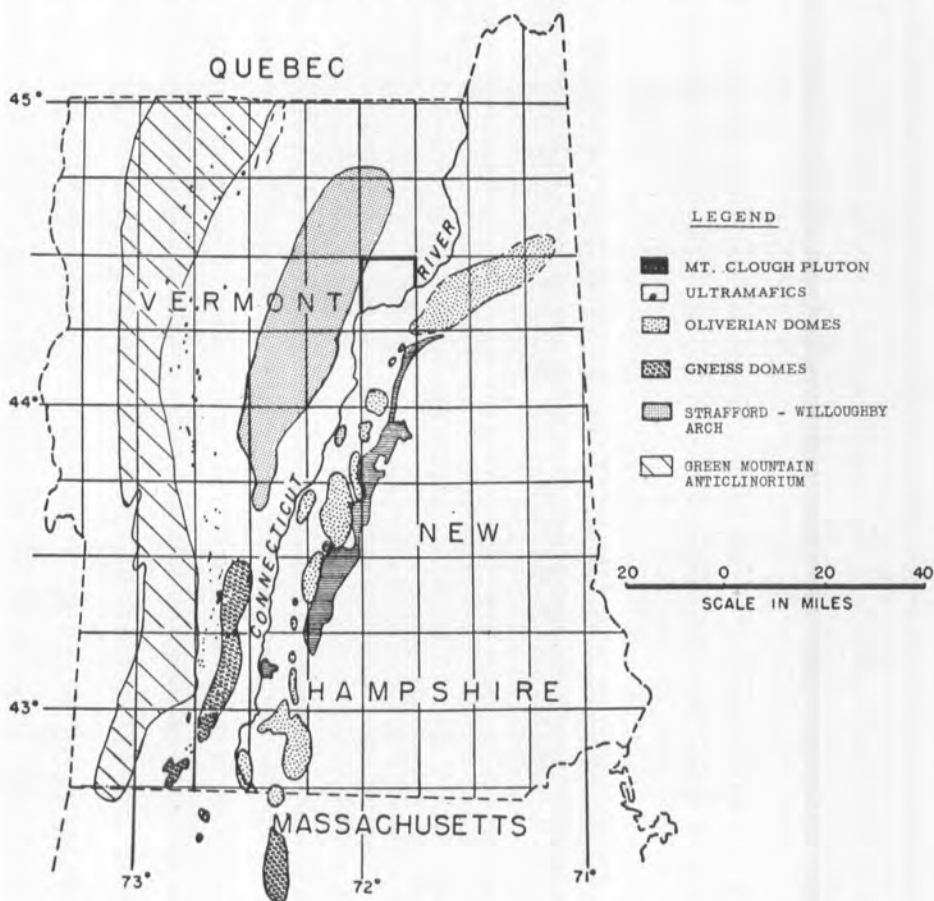 QUEBEC
45°
VERMONT
RIVER
44°
CONNECTICUT
NEW
HAMPSHIRE
43°
MASSACHUSETTS
73°
72°
71°
LEGEND
MT. CLOUGH PLUTON
ULTRAMAFICS
OLIVERIAN DOMES
GNEISS DOMES
STRAFFORD - WILLOUGHBY
ARCH
GREEN MOUNTAIN
ANTICLINORIUM
20 0 20 40
SCALE IN MILES